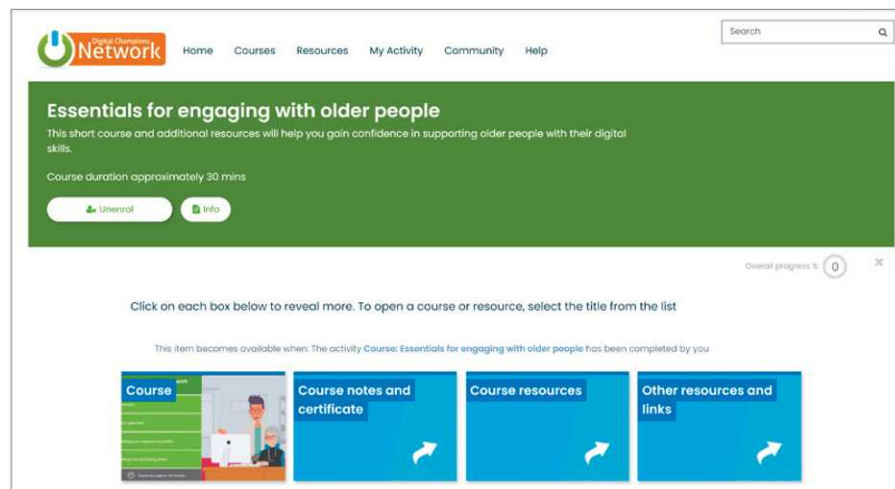 Digital Champions
Network
Home
Courses
Resources
My Activity
Community
Help
Search
Essentials for engaging with older people
This short course and additional resources will help you gain confidence in supporting older people with their digital
skills.
Course duration approximately 30 mins
Unenrol
Info
Overall progress %
0
Click on each box below to reveal more. To open a course or resource, select the title from the list
This item becomes available when: The activity Course: Essentials for engaging with older people has been completed by you
Course
Course notes and
certificate
Course resources
Other resources and
links